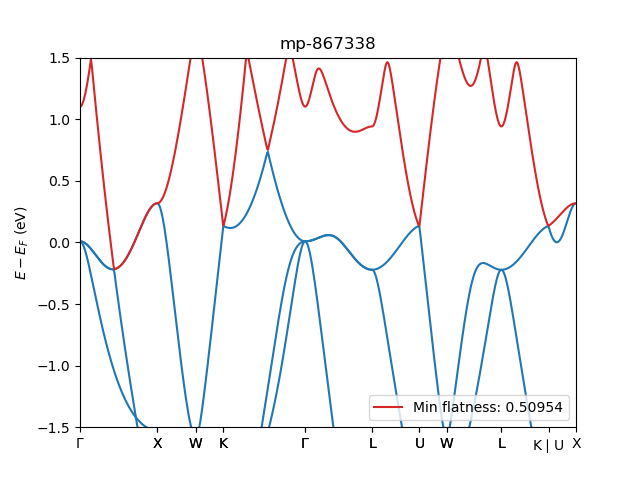 mp-867338
E − E_F (eV)
1.5
1.0
0.5
0.0
−0.5
−1.0
−1.5
Min flatness: 0.50954
Γ X W K Γ L U W L K | U X